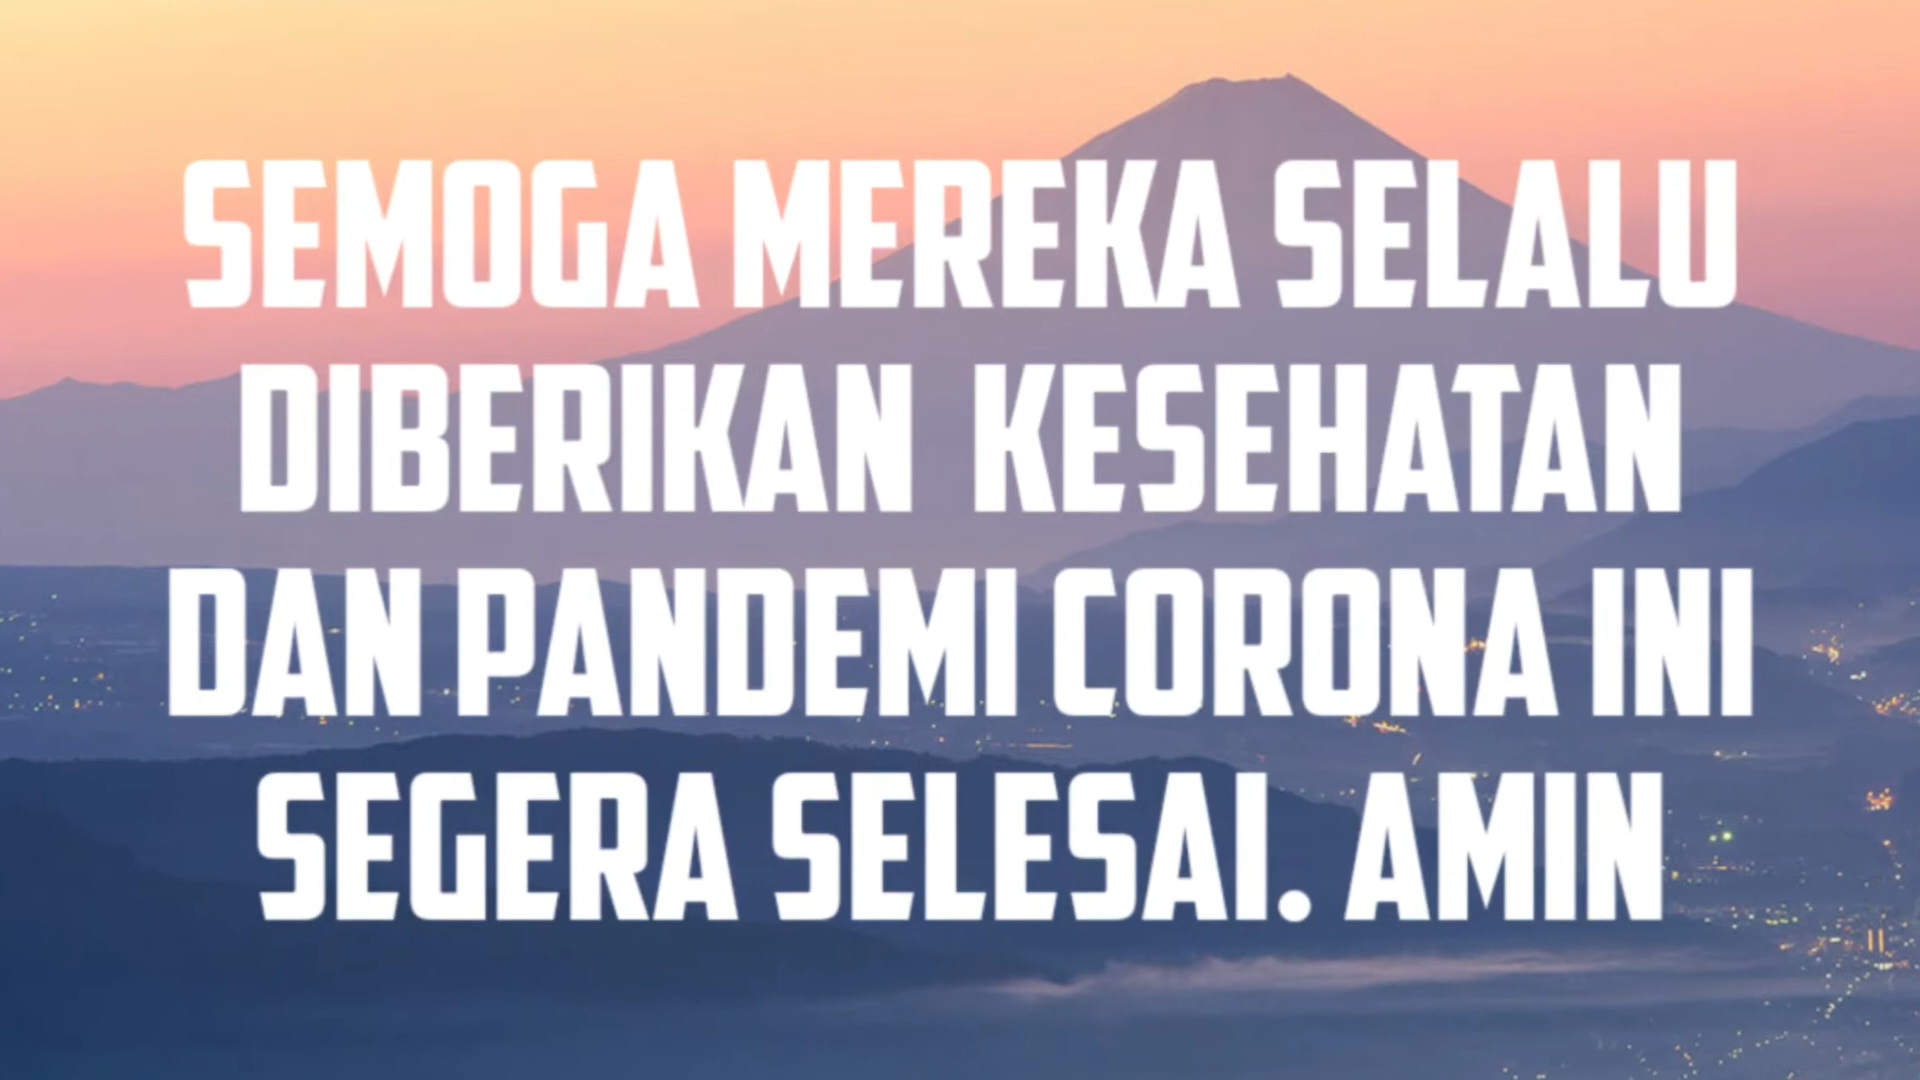 SEMOGA MEREKA SELALU
DIBERIKAN KESEHATAN
DAN PANDEMI CORONA INI
SEGERA SELESAI. AMIN